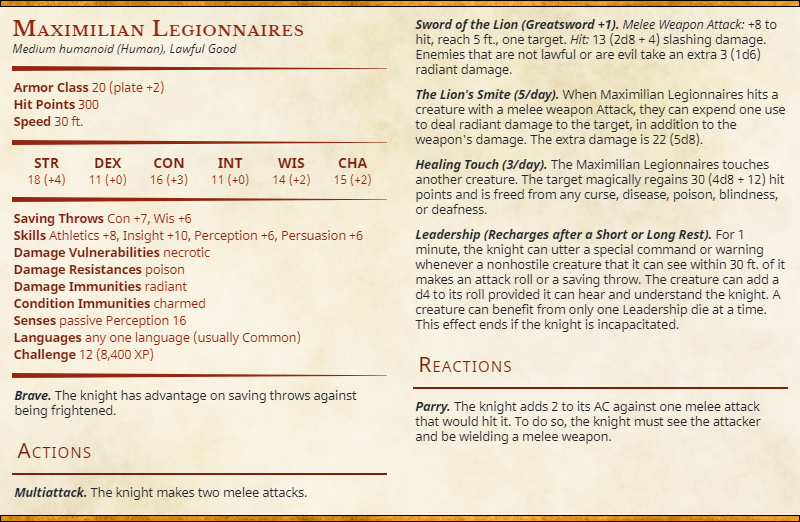 Maximilian Legionnaires
Medium humanoid (Human), Lawful Good
Armor Class 20 (plate +2)
Hit Points 300
Speed 30 ft.
STR DEX CON INT WIS CHA
18 (+4) 11 (+0) 16 (+3) 11 (+0) 14 (+2) 15 (+2)
Saving Throws Con +7, Wis +6
Skills Athletics +8, Insight +10, Perception +6, Persuasion +6
Damage Vulnerabilities necrotic
Damage Resistances poison
Damage Immunities radiant
Condition Immunities charmed
Senses passive Perception 16
Languages any one language (usually Common)
Challenge 12 (8,400 XP)
Brave. The knight has advantage on saving throws against
being frightened.
Actions
Multiattack. The knight makes two melee attacks.
Sword of the Lion (Greatsword +1). Melee Weapon Attack: +8 to
hit, reach 5 ft., one target. Hit: 13 (2d8 + 4) slashing damage.
Enemies that are not lawful or are evil take an extra 3 (1d6)
radiant damage.
The Lion's Smite (5/day). When Maximilian Legionnaires hits a
creature with a melee weapon Attack, they can expend one use
to deal radiant damage to the target, in addition to the
weapon's damage. The extra damage is 22 (5d8).
Healing Touch (3/day). The Maximilian Legionnaires touches
another creature. The target magically regains 30 (4d8 + 12) hit
points and is freed from any curse, disease, poison, blindness,
or deafness.
Leadership (Recharges after a Short or Long Rest). For 1
minute, the knight can utter a special command or warning
whenever a nonhostile creature that it can see within 30 ft. of it
makes an attack roll or a saving throw. The creature can add a
d4 to its roll provided it can hear and understand the knight. A
creature can benefit from only one Leadership die at a time.
This effect ends if the knight is incapacitated.
Reactions
Parry. The knight adds 2 to its AC against one melee attack
that would hit it. To do so, the knight must see the attacker
and be wielding a melee weapon.